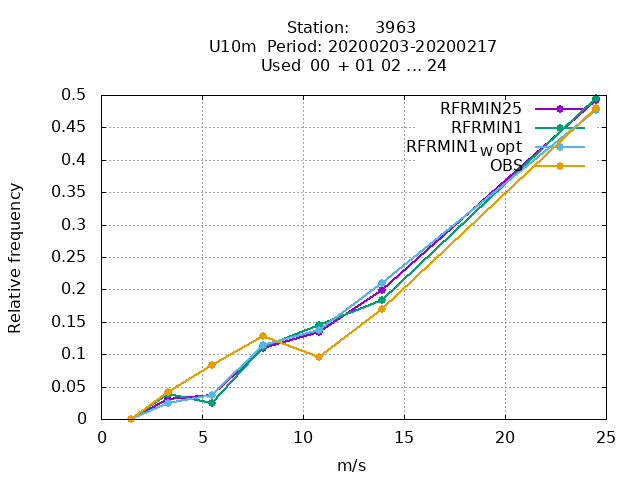 Station: 3963
U10m Period: 20200203-20200217
Used 00 + 01 02 ... 24
0.5
0.45
0.4
0.35
0.3
0.25
0.2
0.15
0.1
0.05
0
Relative frequency
RFRMIN25
RFRMIN1
RFRMIN1W opt
OBS
0 5 10 15 20 25
m/s